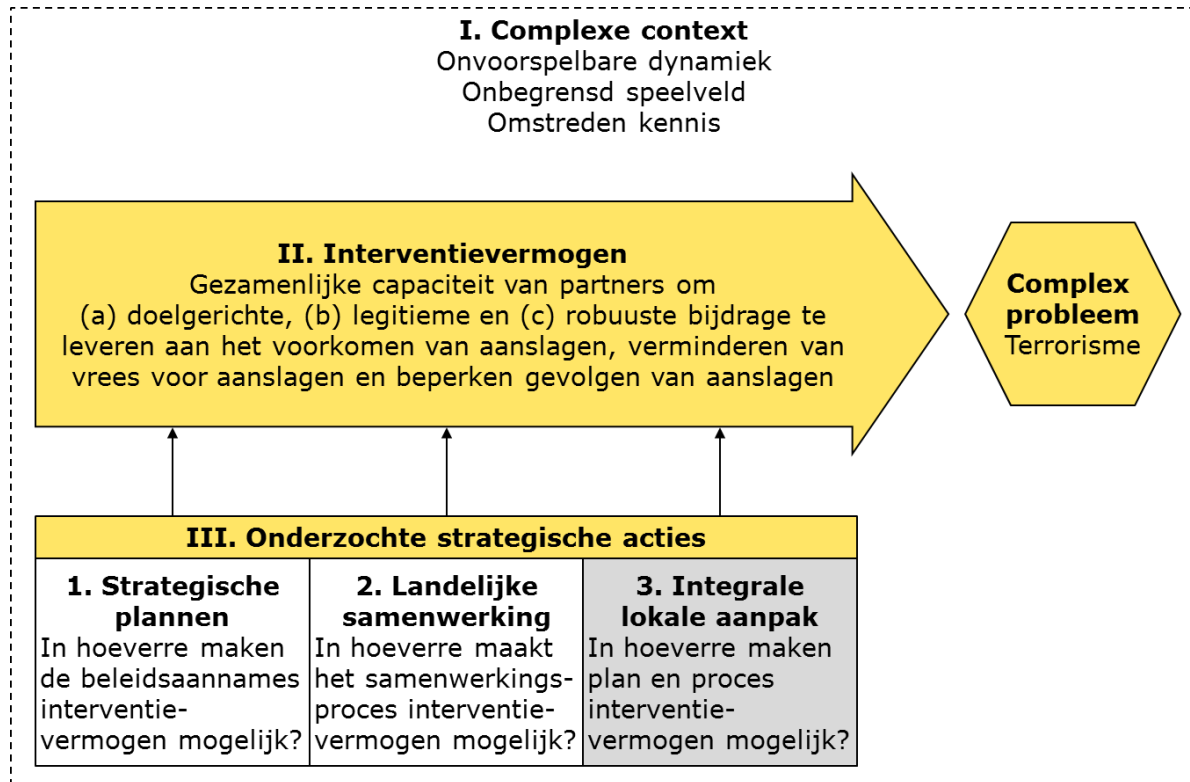 I. Complexe context
Onvoorspelbare dynamiek
Onbegrensd speelveld
Omstreden kennis
II. Interventievermogen
Gezamenlijke capaciteit van partners om
(a) doelgerichte, (b) legitieme en (c) robuuste bijdrage te
leveren aan het voorkomen van aanslagen, verminderen van
vrees voor aanslagen en beperken gevolgen van aanslagen
Complex
probleem
Terrorisme
III. Onderzochte strategische acties
1. Strategische
plannen
In hoeverre maken
de beleidsaannames
interventie-
vermogen mogelijk?
2. Landelijke
samenwerking
In hoeverre maakt
het samenwerkings-
proces interventie-
vermogen mogelijk?
3. Integrale
lokale aanpak
In hoeverre maken
plan en proces
interventie-
vermogen mogelijk?